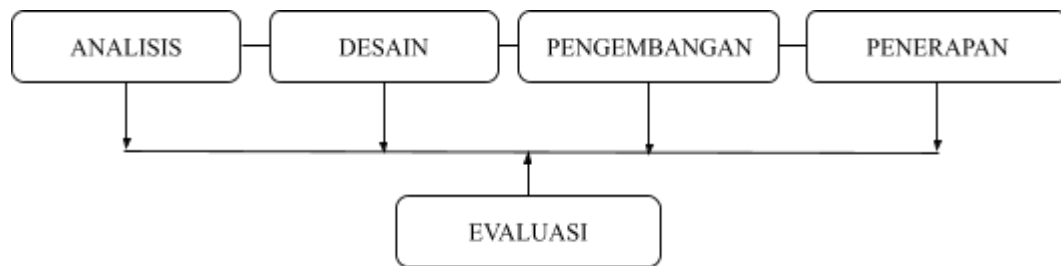 ANALISIS
DESAIN
PENGEMBANGAN
PENERAPAN
EVALUASI